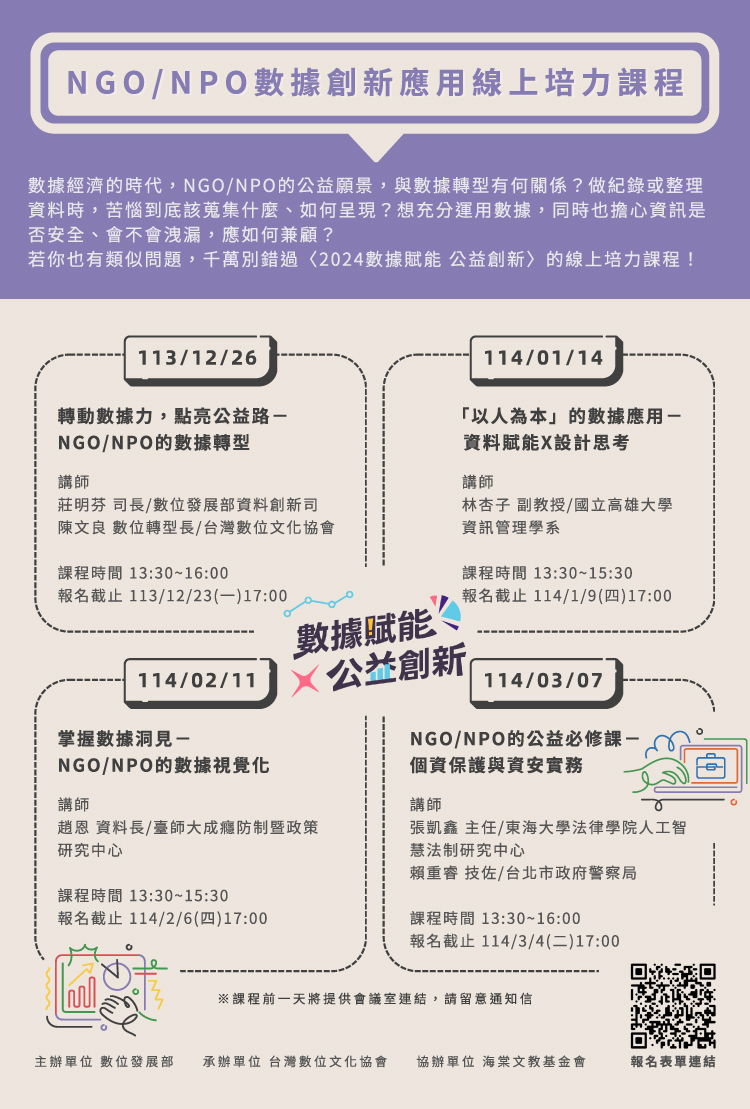 NGO/NPO數據創新應用線上培力課程
數據經濟的時代，NGO/NPO的公益願景，與數據轉型有何關係？做紀錄或整理
資料時，苦惱到底該蒐集什麼、如何呈現？想充分運用數據，同時也擔心資訊是
否安全、會不會洩漏，應如何兼顧？
若你也有類似問題，千萬別錯過〈2024數據賦能 公益創新〉的線上培力課程！
113/12/26
轉動數據力，點亮公益路－
NGO/NPO的數據轉型
講師
莊明芬 司長/數位發展部資料創新司
陳文良 數位轉型長/台灣數位文化協會
課程時間 13:30~16:00
報名截止 113/12/23(一)17:00
114/01/14
「以人為本」的數據應用－
資料賦能X設計思考
講師
林杏子 副教授/國立高雄大學
資訊管理學系
課程時間 13:30~15:30
報名截止 114/1/9(四)17:00
數據賦能
公益創新
114/02/11
掌握數據洞見－
NGO/NPO的數據視覺化
講師
趙恩 資料長/臺師大成癮防制暨政策
研究中心
課程時間 13:30~15:30
報名截止 114/2/6(四)17:00
114/03/07
NGO/NPO的公益必修課－
個資保護與資安實務
講師
張凱鑫 主任/東海大學法律學院人工智
慧法制研究中心
賴重睿 技佐/台北市政府警察局
課程時間 13:30~16:00
報名截止 114/3/4(二)17:00
※課程前一天將提供會議室連結，請留意通知信
主辦單位 數位發展部 承辦單位 台灣數位文化協會 協辦單位 海棠文教基金會 報名表單連結